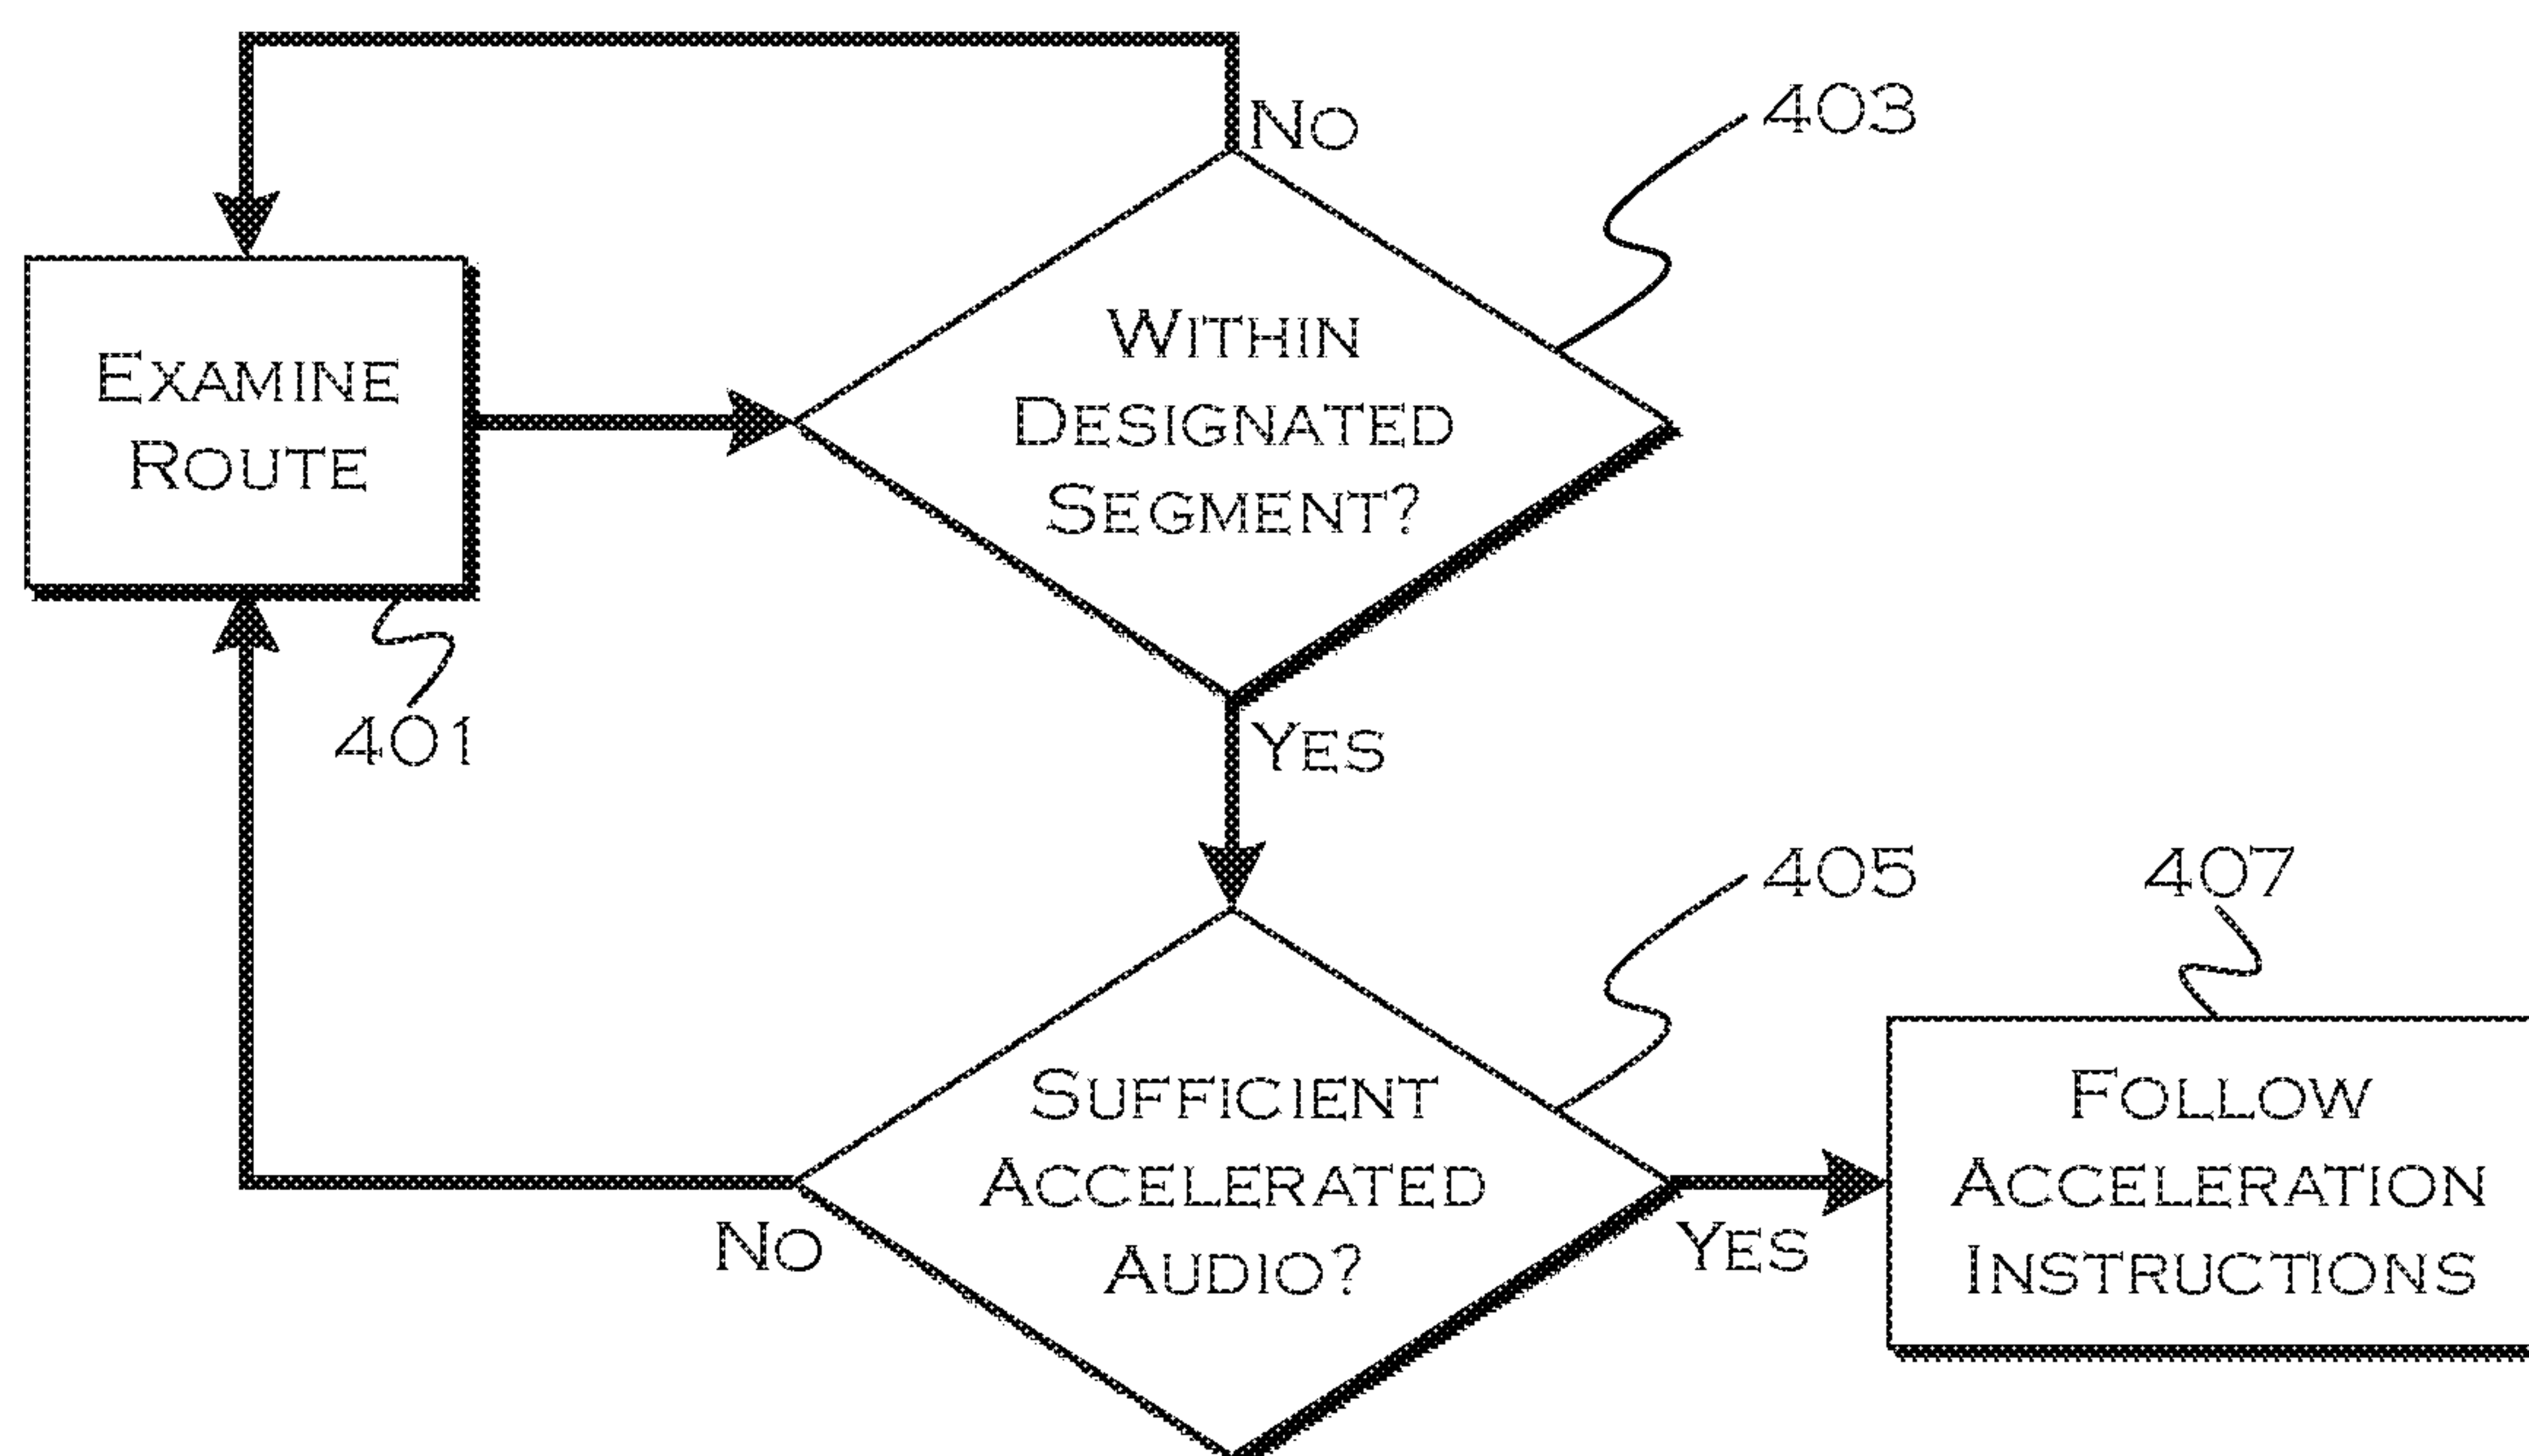 NO
403
EXAMINE
ROUTE
WITHIN
DESIGNATED
SEGMENT?
401
YES
405
407
SUFFICIENT
ACCELERATED
AUDIO?
NO
YES
FOLLOW
ACCELERATION
INSTRUCTIONS